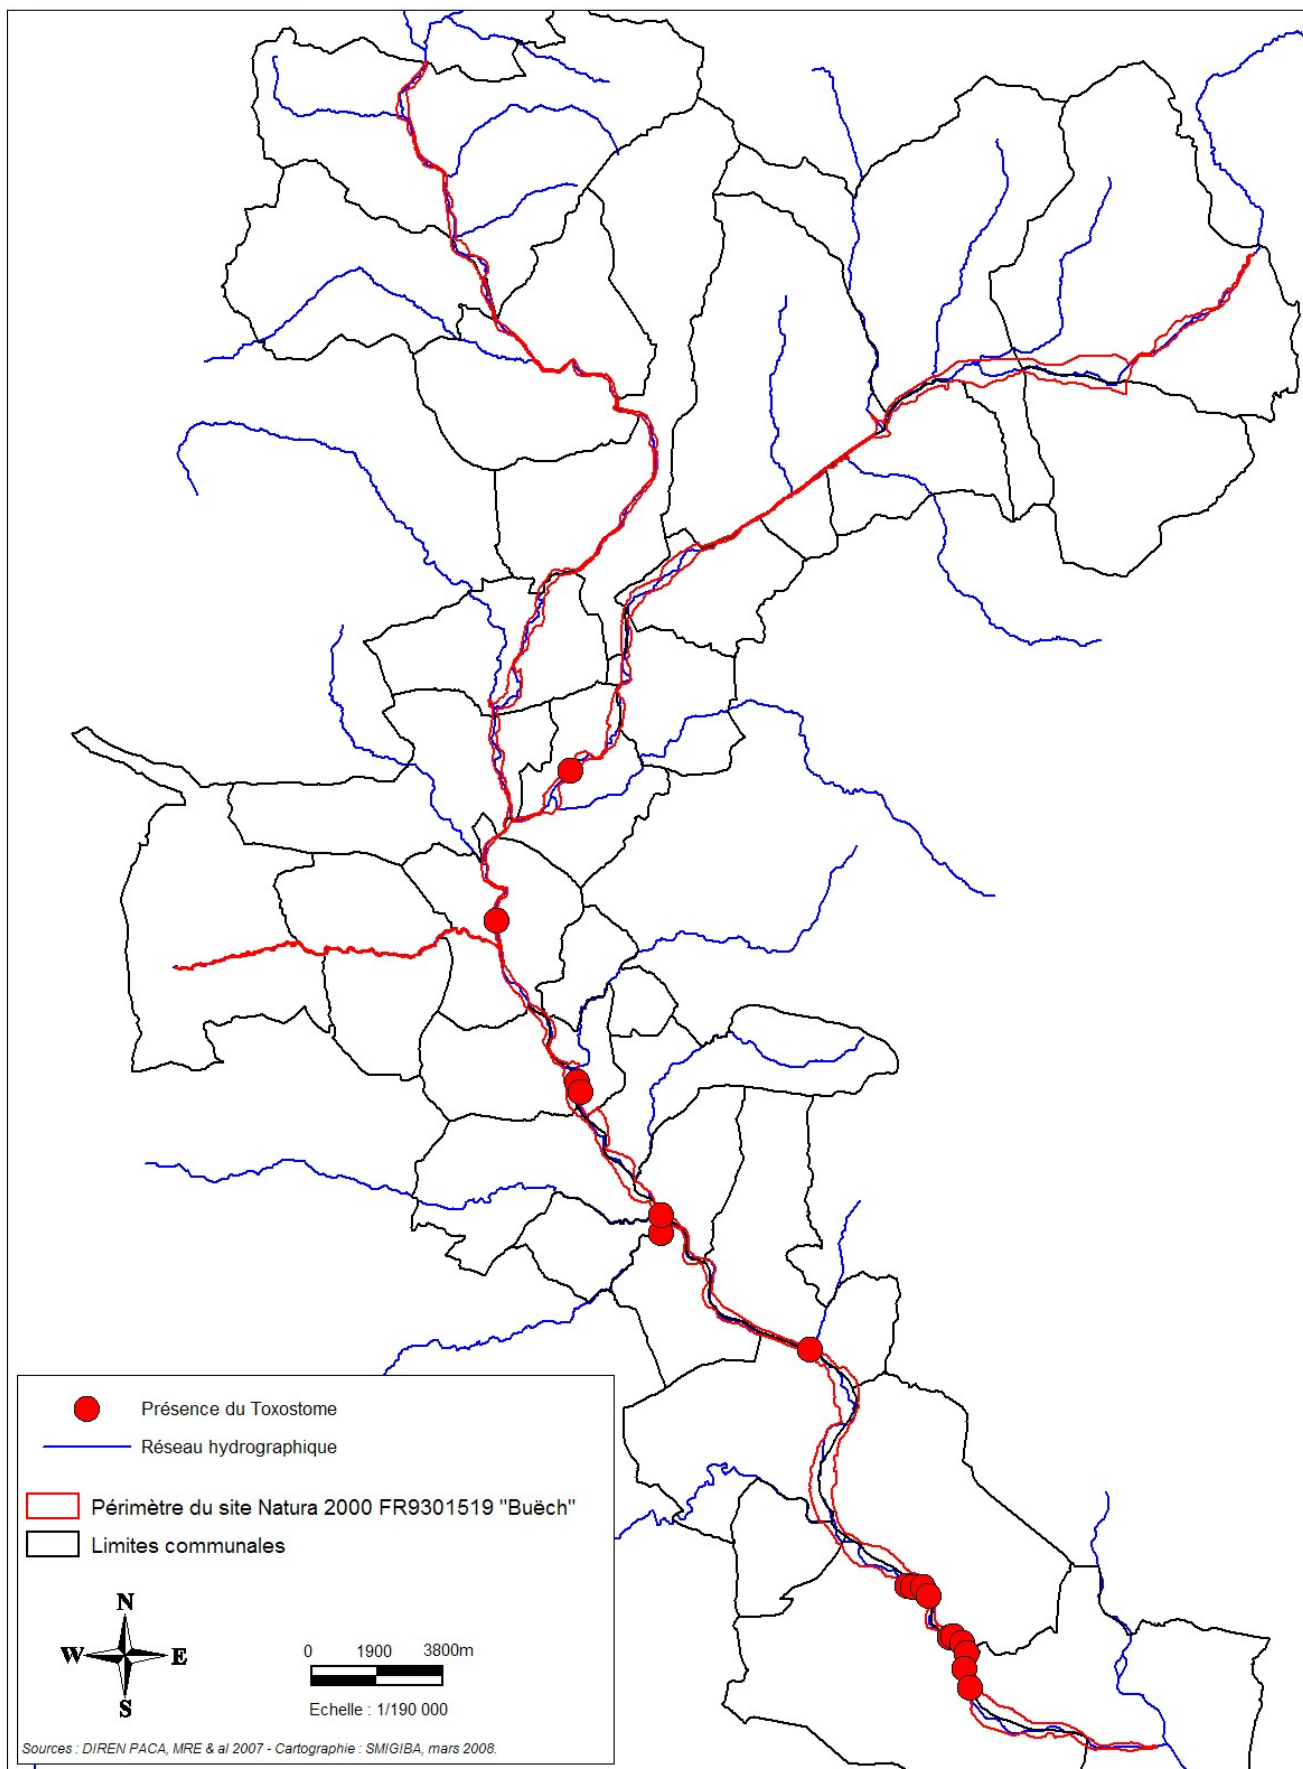 Présence du Toxostome
Réseau hydrographique
Périmètre du site Natura 2000 FR9301519 "Buëch"
Limites communales
N
W E
S
0 1900 3800m
Echelle : 1/190 000
Sources : DIREN PACA, MRE & al 2007 - Cartographie : SMIGIBA, mars 2008.